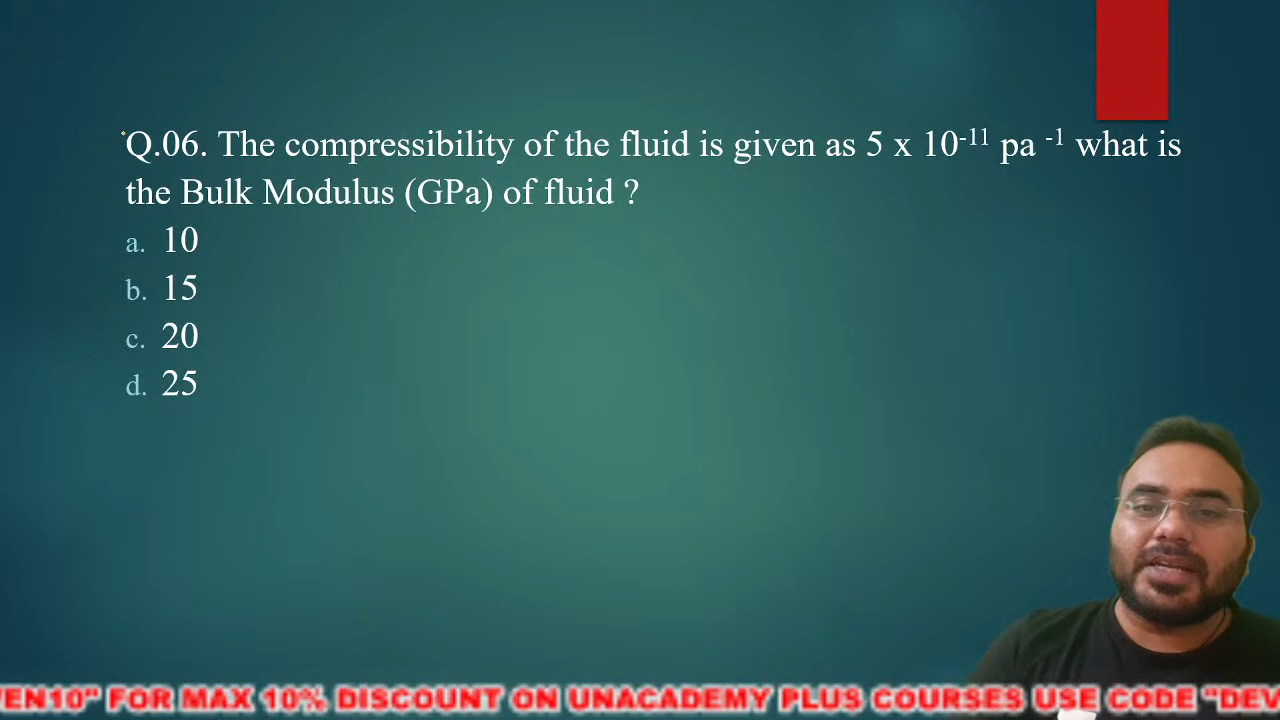 Q.06. The compressibility of the fluid is given as 5 x 10⁻¹¹ pa ⁻¹ what is
the Bulk Modulus (GPa) of fluid ?
a. 10
b. 15
c. 20
d. 25
VEN10" FOR MAX 10% DISCOUNT ON UNACADEMY PLUS COURSES USE CODE "DEV